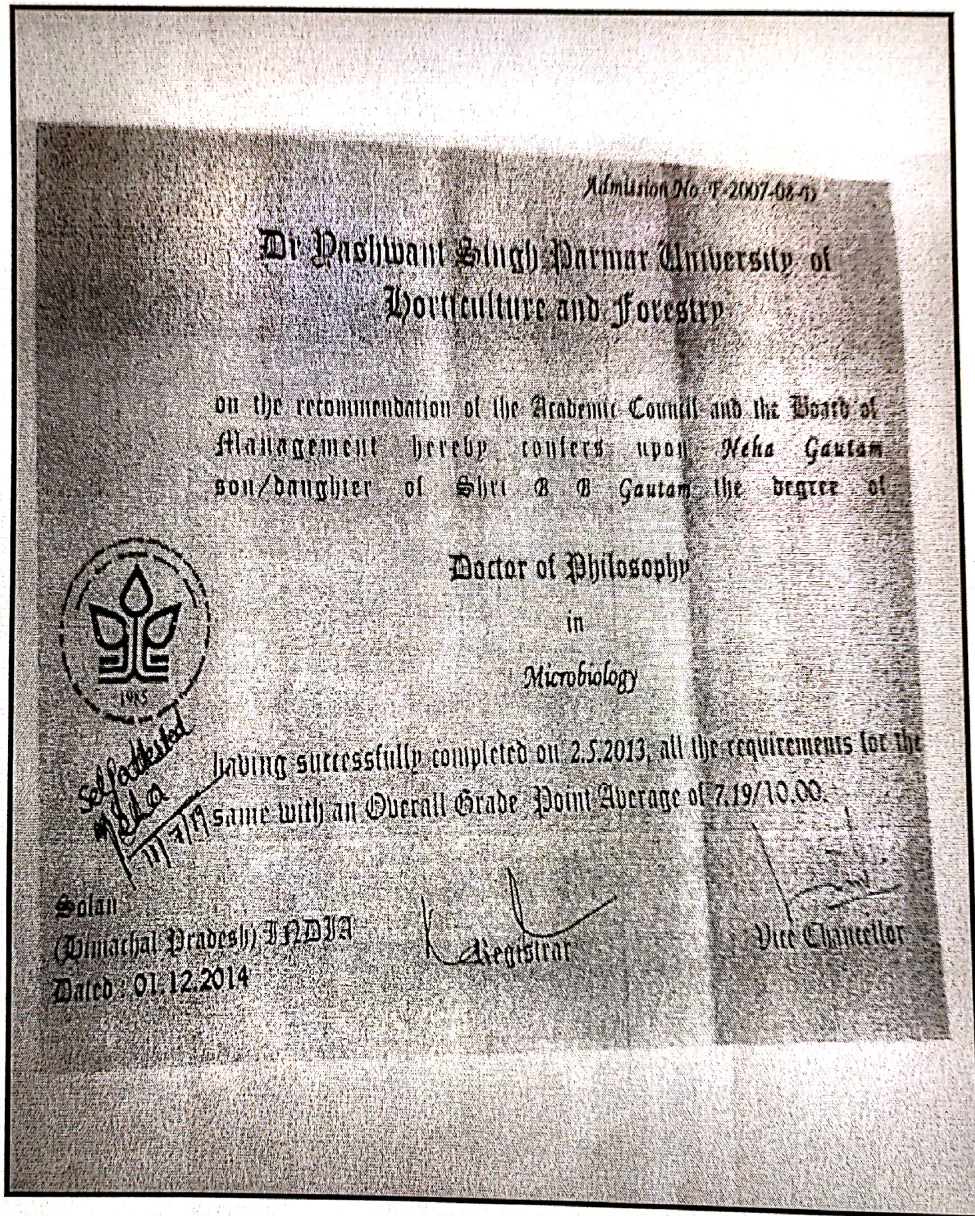 Admission No. F-2007-08-D
Dr Yashwant Singh Parmar University of
Horticulture and Forestry
on the recommendation of the Academic Council and the Board of
Management hereby confers upon Neha Gautam
son/daughter of Shri B B Gautam the degree of
Doctor of Philosophy
in
Microbiology
1985
having successfully completed on 2.5.2013, all the requirements for the
same with an Overall Grade Point Average of 7.19/10.00.
Self attested
Neha
Solan
(Himachal Pradesh) INDIA
Dated : 01.12.2014
Registrar
Vice Chancellor